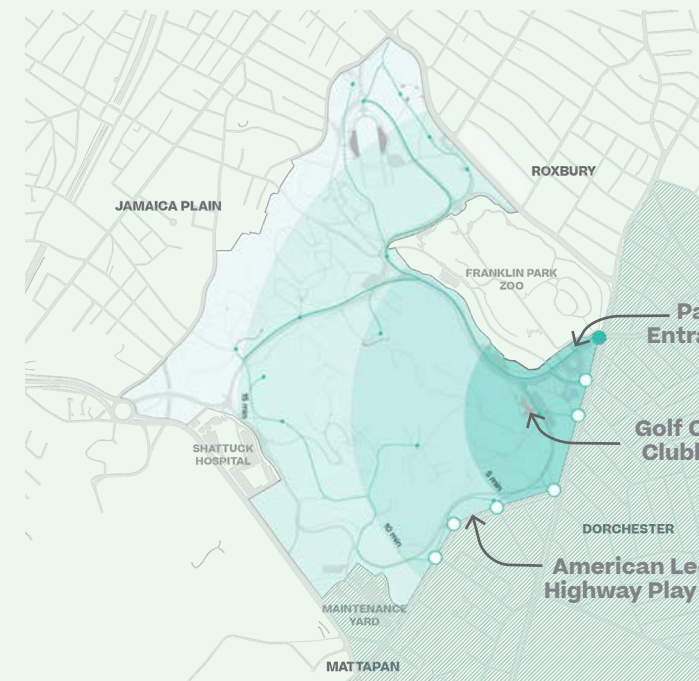 ROXBURY
JAMAICA PLAIN
FRANKLIN PARK
ZOO
Pa
Entra
15 min
Golf C
Clubh
SHATTUCK
HOSPITAL
5 min
DORCHESTER
10 min
American Le
Highway Play
MAINTENANCE
YARD
MATTAPAN